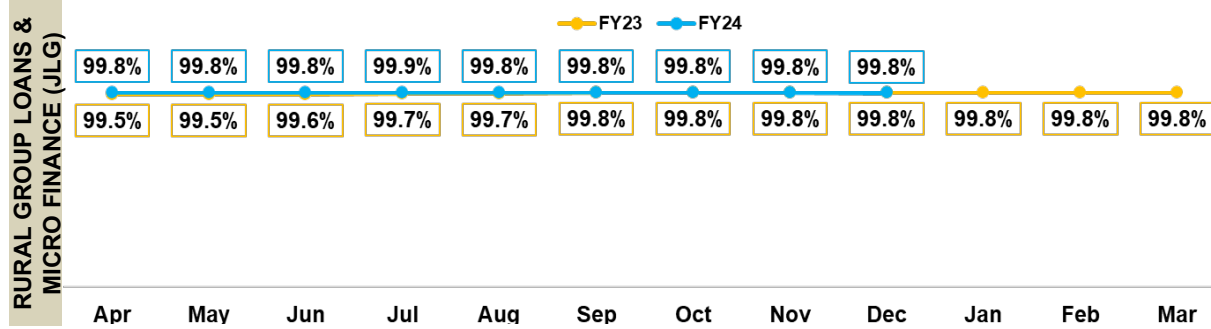 RURAL GROUP LOANS &
MICRO FINANCE (JLG)
FY23 FY24
99.8% 99.8% 99.8% 99.9% 99.8% 99.8% 99.8% 99.8% 99.8%
99.5% 99.5% 99.6% 99.7% 99.7% 99.8% 99.8% 99.8% 99.8% 99.8% 99.8% 99.8%
Apr May Jun Jul Aug Sep Oct Nov Dec Jan Feb Mar